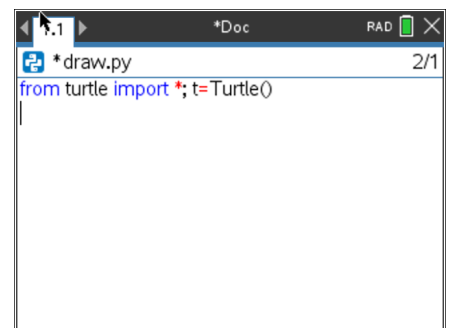 1.1 *Doc RAD
*draw.py 2/1
from turtle import *; t=Turtle()